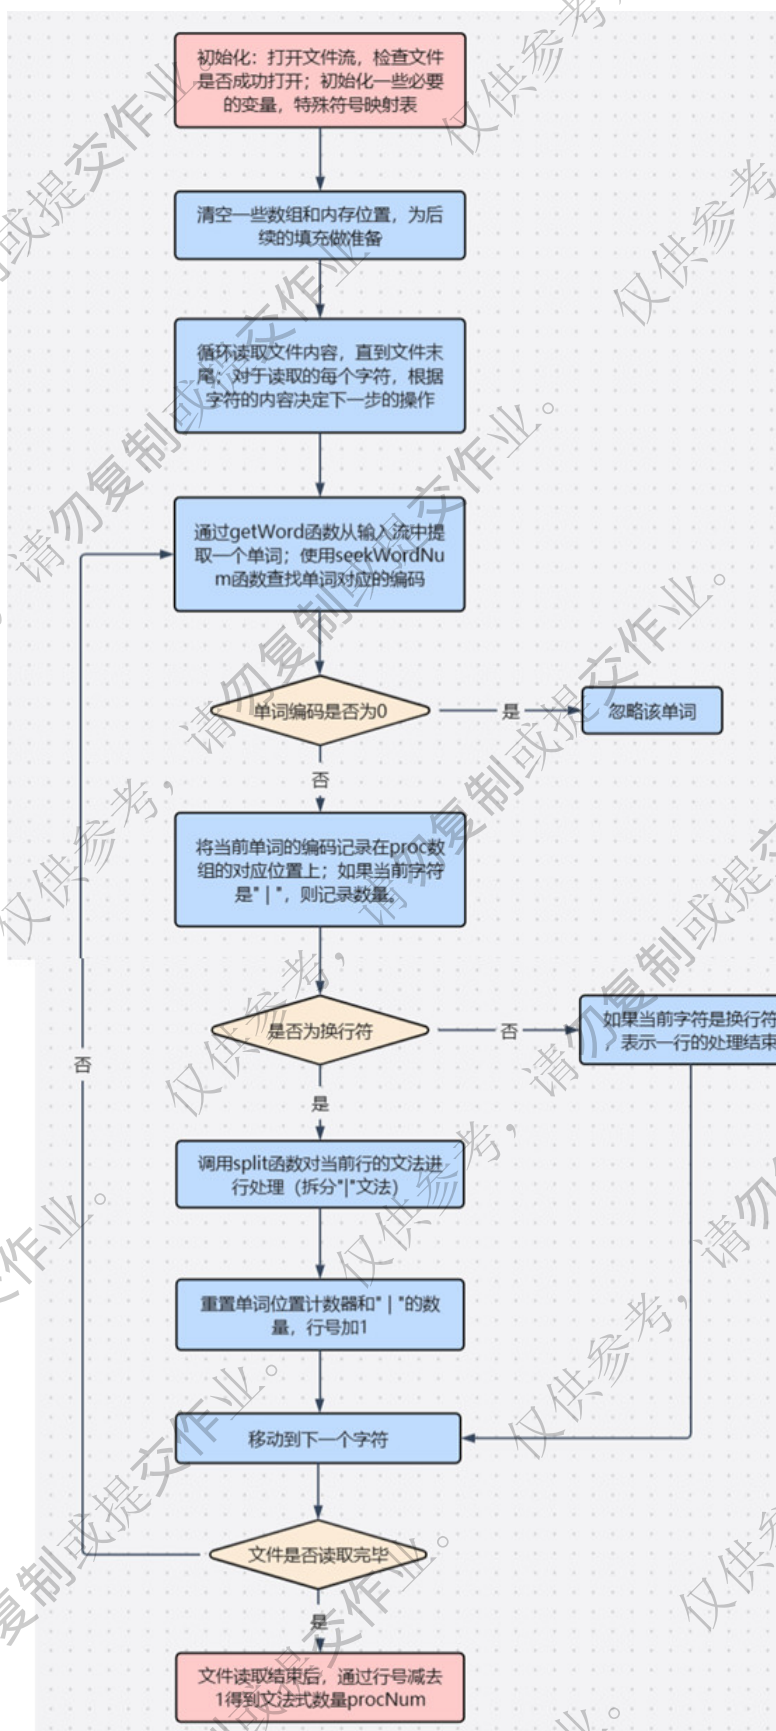 初始化：打开文件流，检查文件
是否成功打开；初始化一些必要
的变量，特殊符号映射表
清空一些数组和内存位置，为后
续的填充做准备
循环读取文件内容，直到文件末
尾；对于读取的每个字符，根据
字符的内容决定下一步的操作
通过getWord函数从输入流中提
取一个单词；使用seekWordNu
m函数查找单词对应的编码
单词编码是否为0
是
忽略该单词
否
将当前单词的编码记录在proc数
组的对应位置上；如果当前字符
是"|"，则记录数量。
是否为换行符
否
如果当前字符是换行符
，表示一行的处理结束
否
是
调用split函数对当前行的文法进
行处理（拆分"|"文法）
重置单词位置计数器和"|"的数
量，行号加1
移动到下一个字符
文件是否读取完毕
是
文件读取结束后，通过行号减去
1得到文法式数量procNum
仅供参考，请勿复制或提交作业。